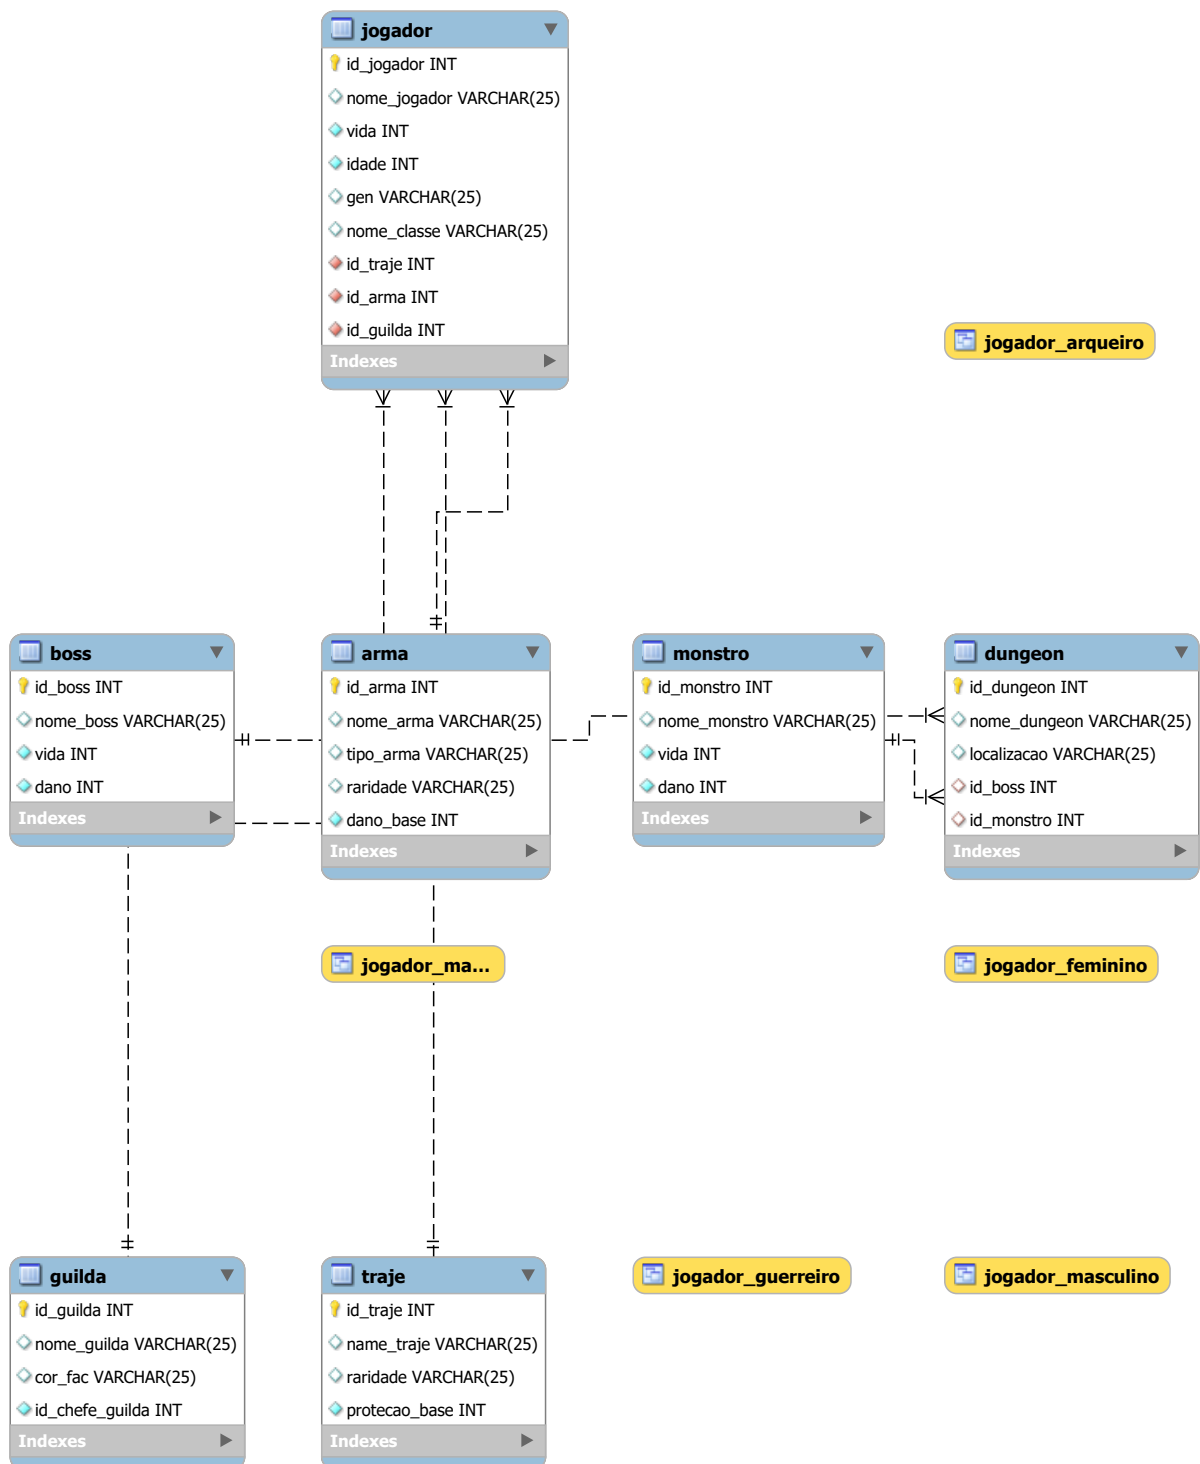 jogador
id_jogador INT
nome_jogador VARCHAR(25)
vida INT
idade INT
gen VARCHAR(25)
nome_classe VARCHAR(25)
id_traje INT
id_arma INT
id_guilda INT
Indexes
jogador_arqueiro
boss
id_boss INT
nome_boss VARCHAR(25)
vida INT
dano INT
Indexes
arma
id_arma INT
nome_arma VARCHAR(25)
tipo_arma VARCHAR(25)
raridade VARCHAR(25)
dano_base INT
Indexes
monstro
id_monstro INT
nome_monstro VARCHAR(25)
vida INT
dano INT
Indexes
dungeon
id_dungeon INT
nome_dungeon VARCHAR(25)
localizacao VARCHAR(25)
id_boss INT
id_monstro INT
Indexes
jogador_ma...
jogador_feminino
guilda
id_guilda INT
nome_guilda VARCHAR(25)
cor_fac VARCHAR(25)
id_chefe_guilda INT
Indexes
traje
id_traje INT
name_traje VARCHAR(25)
raridade VARCHAR(25)
protecao_base INT
Indexes
jogador_guerreiro
jogador_masculino